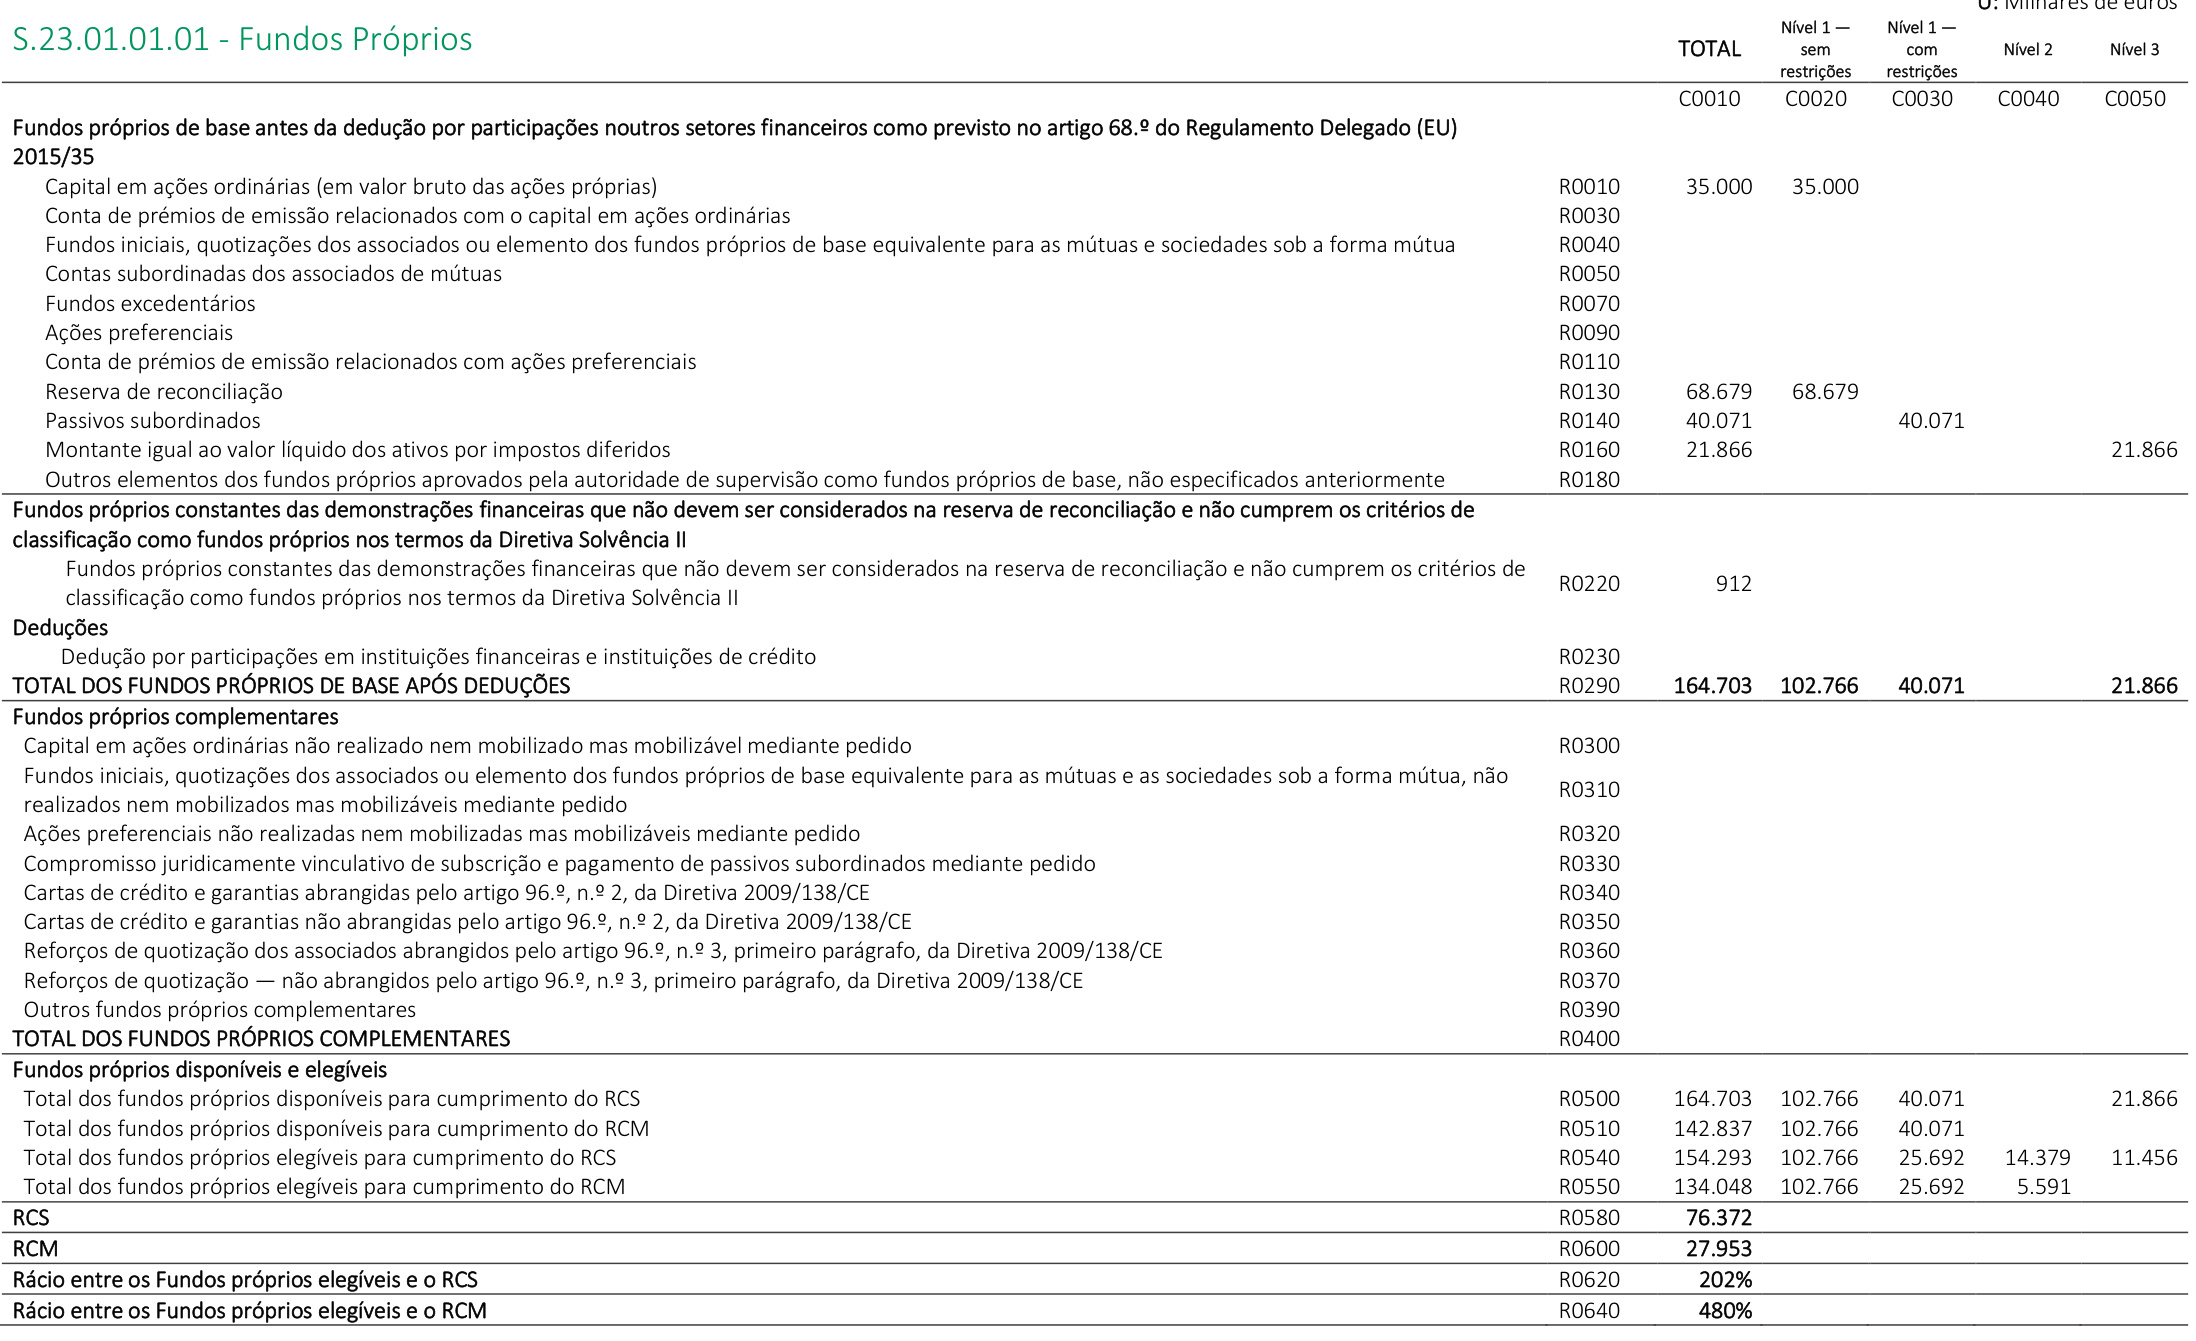 U: Milhares de euros
S.23.01.01.01 - Fundos Próprios
TOTAL
Nível 1 —
sem
restrições
Nível 1 —
com
restrições
Nível 2
Nível 3
C0010 C0020 C0030 C0040 C0050
Fundos próprios de base antes da dedução por participações noutros setores financeiros como previsto no artigo 68.º do Regulamento Delegado (EU)
2015/35
Capital em ações ordinárias (em valor bruto das ações próprias) R0010 35.000 35.000
Conta de prémios de emissão relacionados com o capital em ações ordinárias R0030
Fundos iniciais, quotizações dos associados ou elemento dos fundos próprios de base equivalente para as mútuas e sociedades sob a forma mútua R0040
Contas subordinadas dos associados de mútuas R0050
Fundos excedentários R0070
Ações preferenciais R0090
Conta de prémios de emissão relacionados com ações preferenciais R0110
Reserva de reconciliação R0130 68.679 68.679
Passivos subordinados R0140 40.071 40.071
Montante igual ao valor líquido dos ativos por impostos diferidos R0160 21.866 21.866
Outros elementos dos fundos próprios aprovados pela autoridade de supervisão como fundos próprios de base, não especificados anteriormente R0180
Fundos próprios constantes das demonstrações financeiras que não devem ser considerados na reserva de reconciliação e não cumprem os critérios de
classificação como fundos próprios nos termos da Diretiva Solvência II
Fundos próprios constantes das demonstrações financeiras que não devem ser considerados na reserva de reconciliação e não cumprem os critérios de
classificação como fundos próprios nos termos da Diretiva Solvência II
R0220 912
Deduções
Dedução por participações em instituições financeiras e instituições de crédito R0230
TOTAL DOS FUNDOS PRÓPRIOS DE BASE APÓS DEDUÇÕES R0290 164.703 102.766 40.071 21.866
Fundos próprios complementares
Capital em ações ordinárias não realizado nem mobilizado mas mobilizável mediante pedido R0300
Fundos iniciais, quotizações dos associados ou elemento dos fundos próprios de base equivalente para as mútuas e as sociedades sob a forma mútua, não
realizados nem mobilizados mas mobilizáveis mediante pedido
R0310
Ações preferenciais não realizadas nem mobilizadas mas mobilizáveis mediante pedido R0320
Compromisso juridicamente vinculativo de subscrição e pagamento de passivos subordinados mediante pedido R0330
Cartas de crédito e garantias abrangidas pelo artigo 96.º, n.º 2, da Diretiva 2009/138/CE R0340
Cartas de crédito e garantias não abrangidas pelo artigo 96.º, n.º 2, da Diretiva 2009/138/CE R0350
Reforços de quotização dos associados abrangidos pelo artigo 96.º, n.º 3, primeiro parágrafo, da Diretiva 2009/138/CE R0360
Reforços de quotização — não abrangidos pelo artigo 96.º, n.º 3, primeiro parágrafo, da Diretiva 2009/138/CE R0370
Outros fundos próprios complementares R0390
TOTAL DOS FUNDOS PRÓPRIOS COMPLEMENTARES R0400
Fundos próprios disponíveis e elegíveis
Total dos fundos próprios disponíveis para cumprimento do RCS R0500 164.703 102.766 40.071 21.866
Total dos fundos próprios disponíveis para cumprimento do RCM R0510 142.837 102.766 40.071
Total dos fundos próprios elegíveis para cumprimento do RCS R0540 154.293 102.766 25.692 14.379 11.456
Total dos fundos próprios elegíveis para cumprimento do RCM R0550 134.048 102.766 25.692 5.591
RCS R0580 76.372
RCM R0600 27.953
Rácio entre os Fundos próprios elegíveis e o RCS R0620 202%
Rácio entre os Fundos próprios elegíveis e o RCM R0640 480%